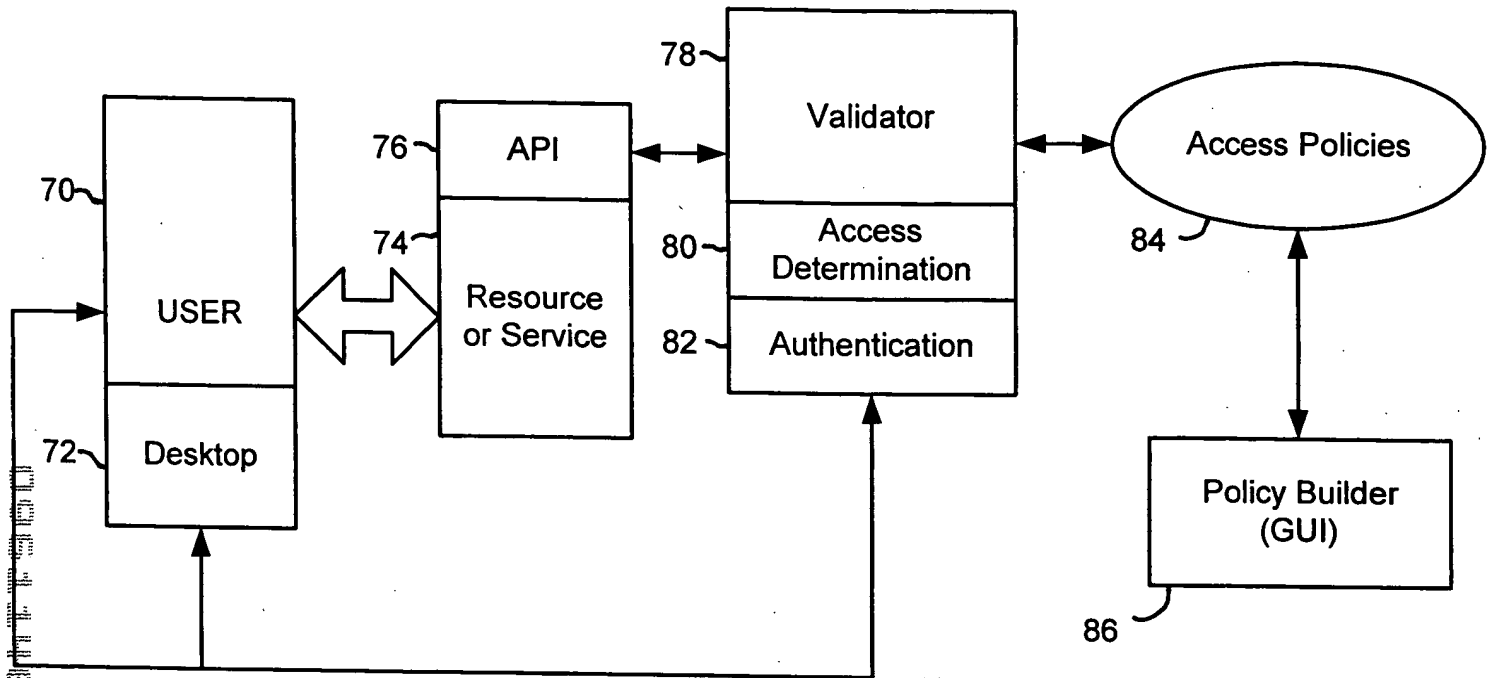 70
USER
72
Desktop
76
API
74
Resource
or Service
78
Validator
80
Access
Determination
82
Authentication
Access Policies
84
Policy Builder
(GUI)
86